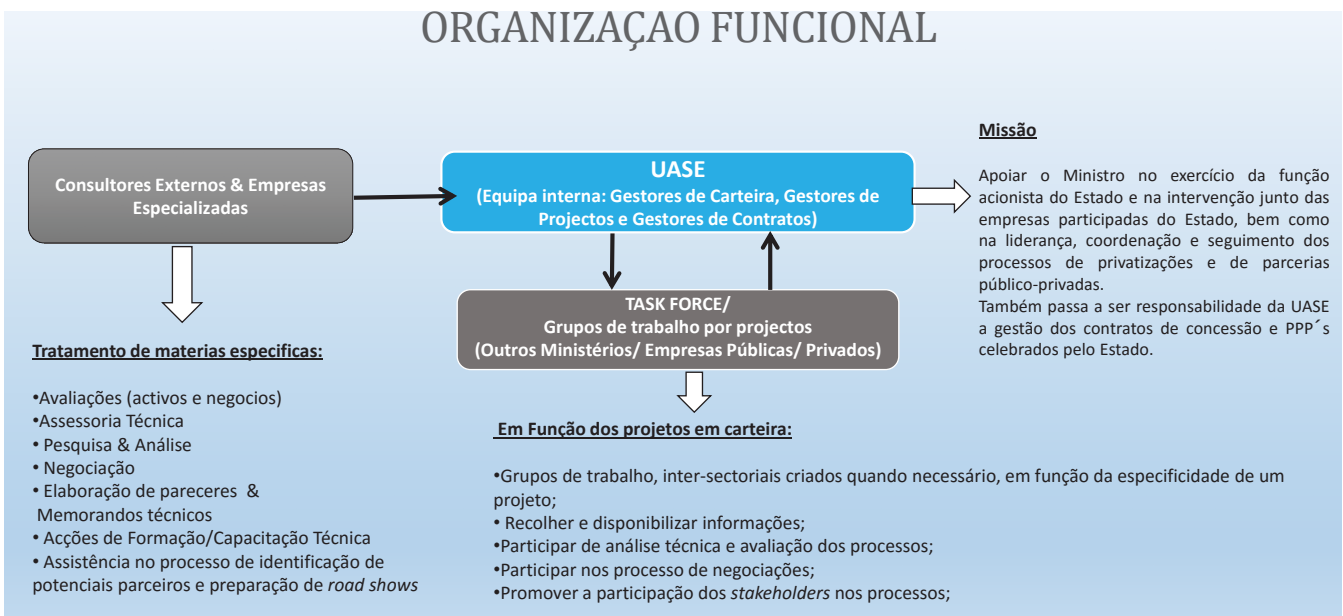 ORGANIZAÇAO FUNCIONAL
Consultores Externos & Empresas
Especializadas
UASE
(Equipa interna: Gestores de Carteira, Gestores de
Projectos e Gestores de Contratos)
Missão
Apoiar o Ministro no exercício da função
acionista do Estado e na intervenção junto das
empresas participadas do Estado, bem como
na liderança, coordenação e seguimento dos
processos de privatizações e de parcerias
público-privadas.
Também passa a ser responsabilidade da UASE
a gestão dos contratos de concessão e PPP´s
celebrados pelo Estado.
TASK FORCE/
Grupos de trabalho por projectos
(Outros Ministérios/ Empresas Públicas/ Privados)
Tratamento de materias especificas:
•Avaliações (activos e negocios)
•Assessoria Técnica
• Pesquisa & Análise
• Negociação
• Elaboração de pareceres &
Memorandos técnicos
• Acções de Formação/Capacitação Técnica
• Assistência no processo de identificação de
potenciais parceiros e preparação de road shows
Em Função dos projetos em carteira:
•Grupos de trabalho, inter-sectoriais criados quando necessário, em função da especificidade de um
projeto;
• Recolher e disponibilizar informações;
•Participar de análise técnica e avaliação dos processos;
•Participar nos processo de negociações;
•Promover a participação dos stakeholders nos processos;